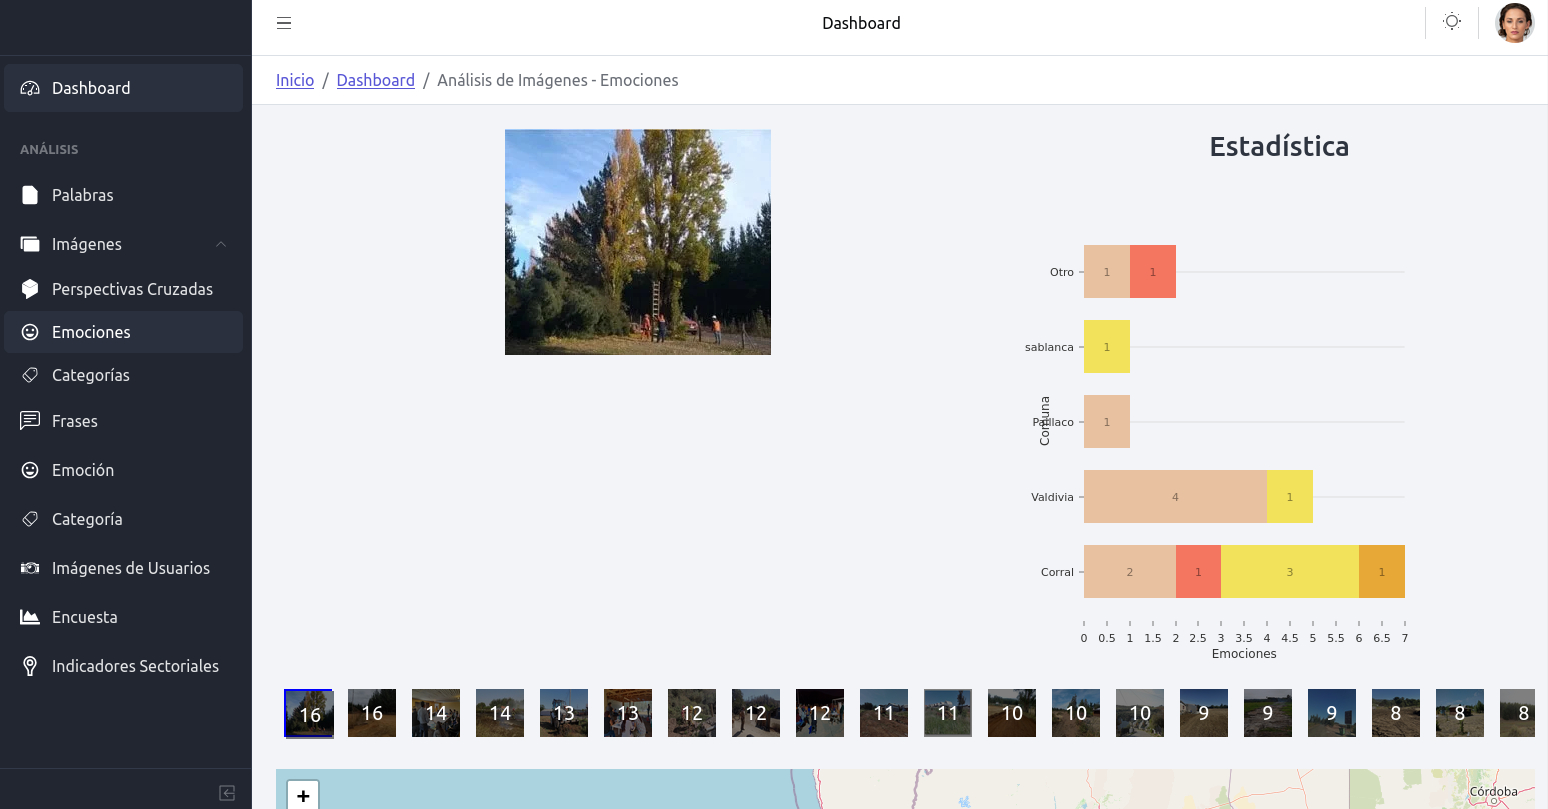 Dashboard
Inicio / Dashboard / Análisis de Imágenes - Emociones
Dashboard
ANÁLISIS
Palabras
Imágenes
Perspectivas Cruzadas
Emociones
Categorías
Frases
Emoción
Categoría
Imágenes de Usuarios
Encuesta
Indicadores Sectoriales
Estadística
Comuna
Otro 1 1
sablanca 1
Paillaco 1
Valdivia 4 1
Corral 2 1 3 1
0 0.5 1 1.5 2 2.5 3 3.5 4 4.5 5 5.5 6 6.5 7
Emociones
16 16 14 14 13 13 12 12 12 11 11 10 10 10 9 9 9 8 8 8
+
Córdoba